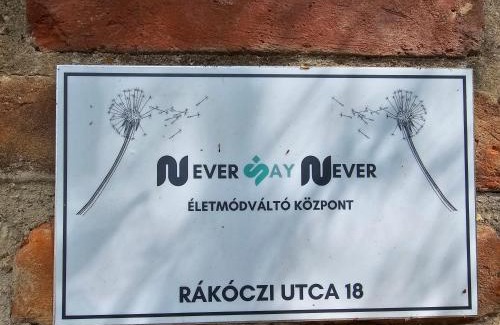 NEVER SAY NEVER
ÉLETMÓDVÁLTÓ KÖZPONT
RÁKÓCZI UTCA 18